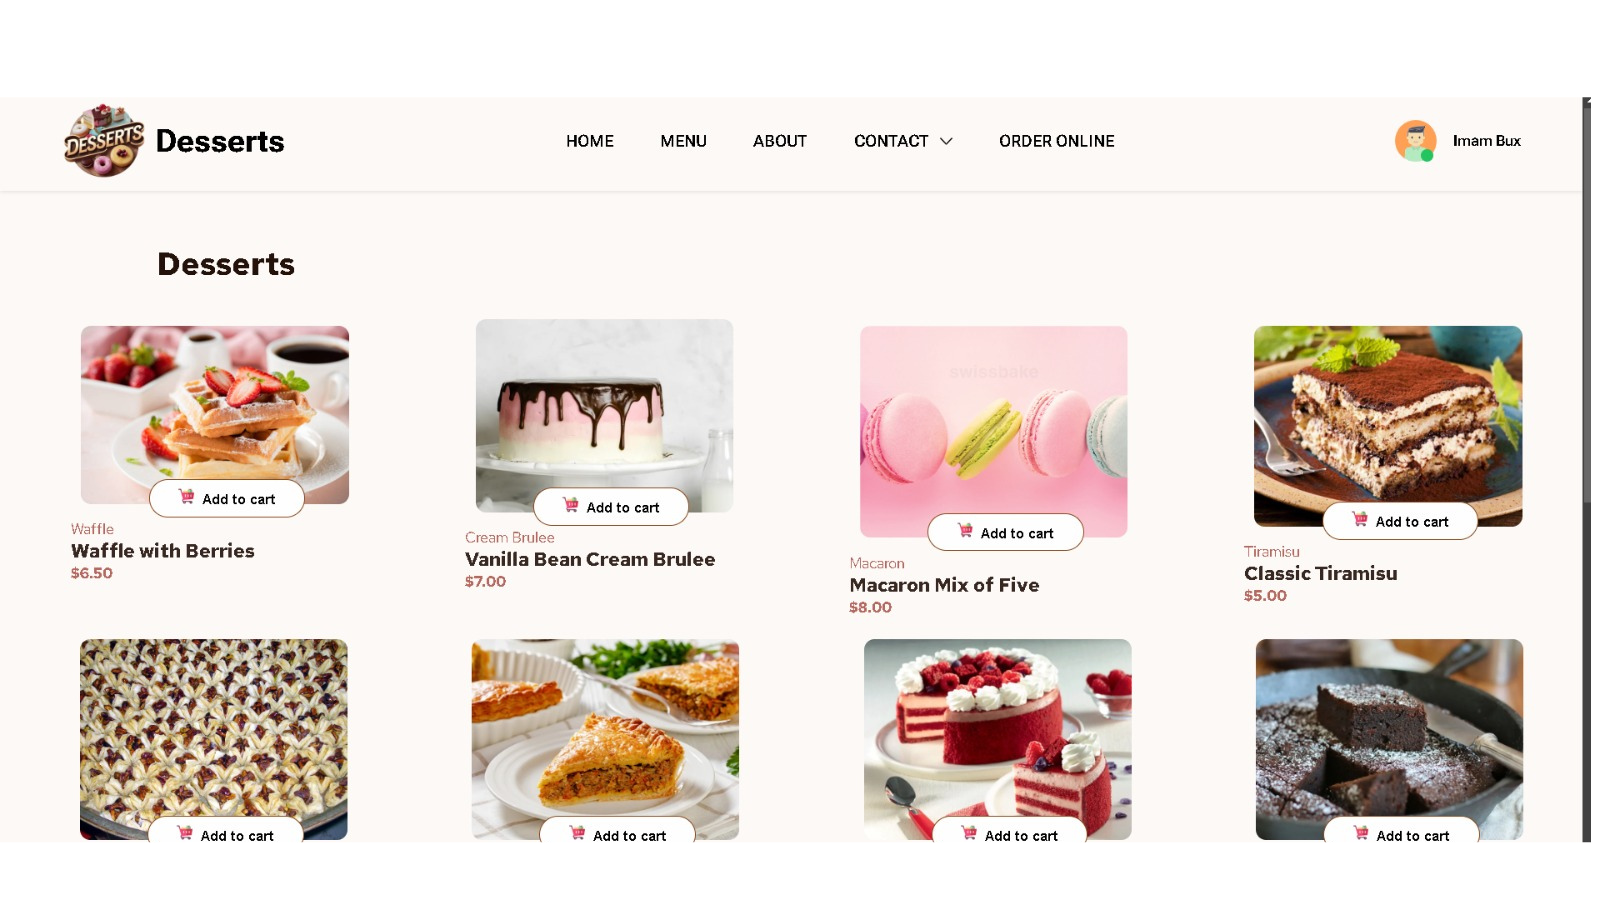 DESSERTS
Desserts
HOME
MENU
ABOUT
CONTACT
ORDER ONLINE
Imam Bux
Desserts
Add to cart
Waffle
Waffle with Berries
$6.50
Add to cart
Cream Brulee
Vanilla Bean Cream Brulee
$7.00
swissbake
Add to cart
Macaron
Macaron Mix of Five
$8.00
Add to cart
Tiramisu
Classic Tiramisu
$5.00
Add to cart
Add to cart
Add to cart
Add to cart